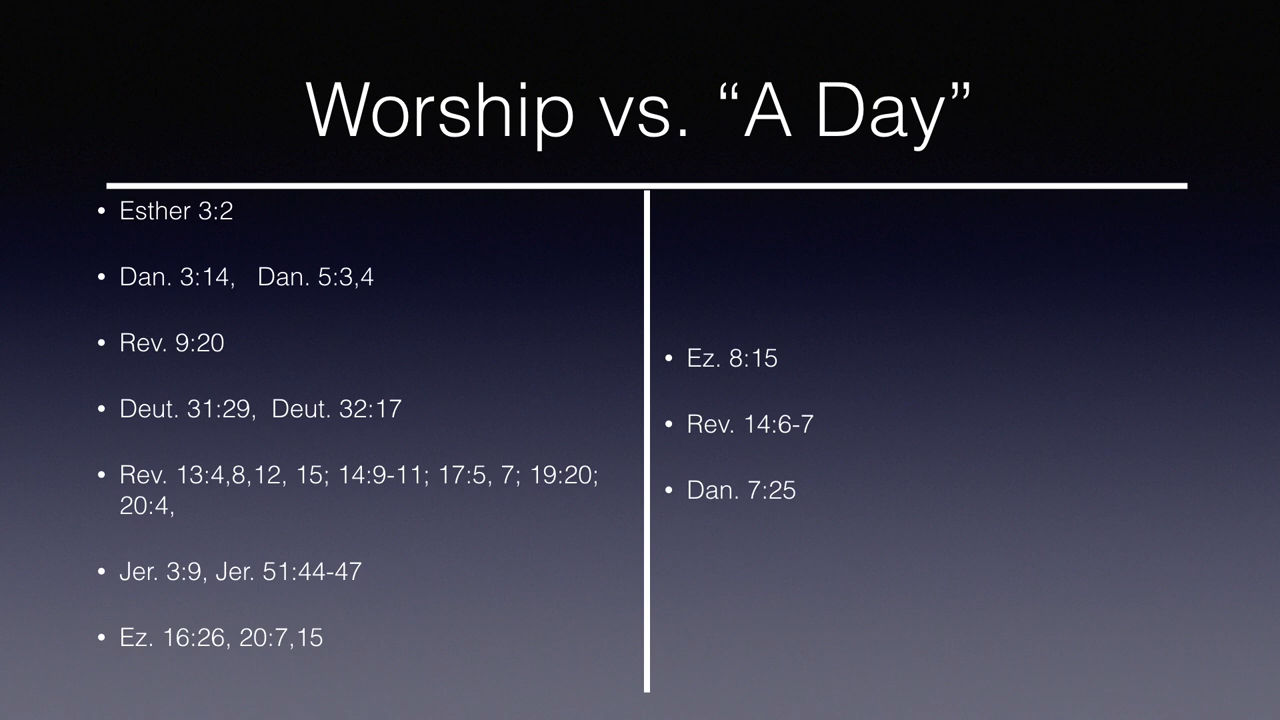 Worship vs. “A Day”
• Esther 3:2
• Dan. 3:14,   Dan. 5:3,4
• Rev. 9:20
• Deut. 31:29,  Deut. 32:17
• Rev. 13:4,8,12, 15; 14:9-11; 17:5, 7; 19:20;
20:4,
• Jer. 3:9, Jer. 51:44-47
• Ez. 16:26, 20:7,15
• Ez. 8:15
• Rev. 14:6-7
• Dan. 7:25